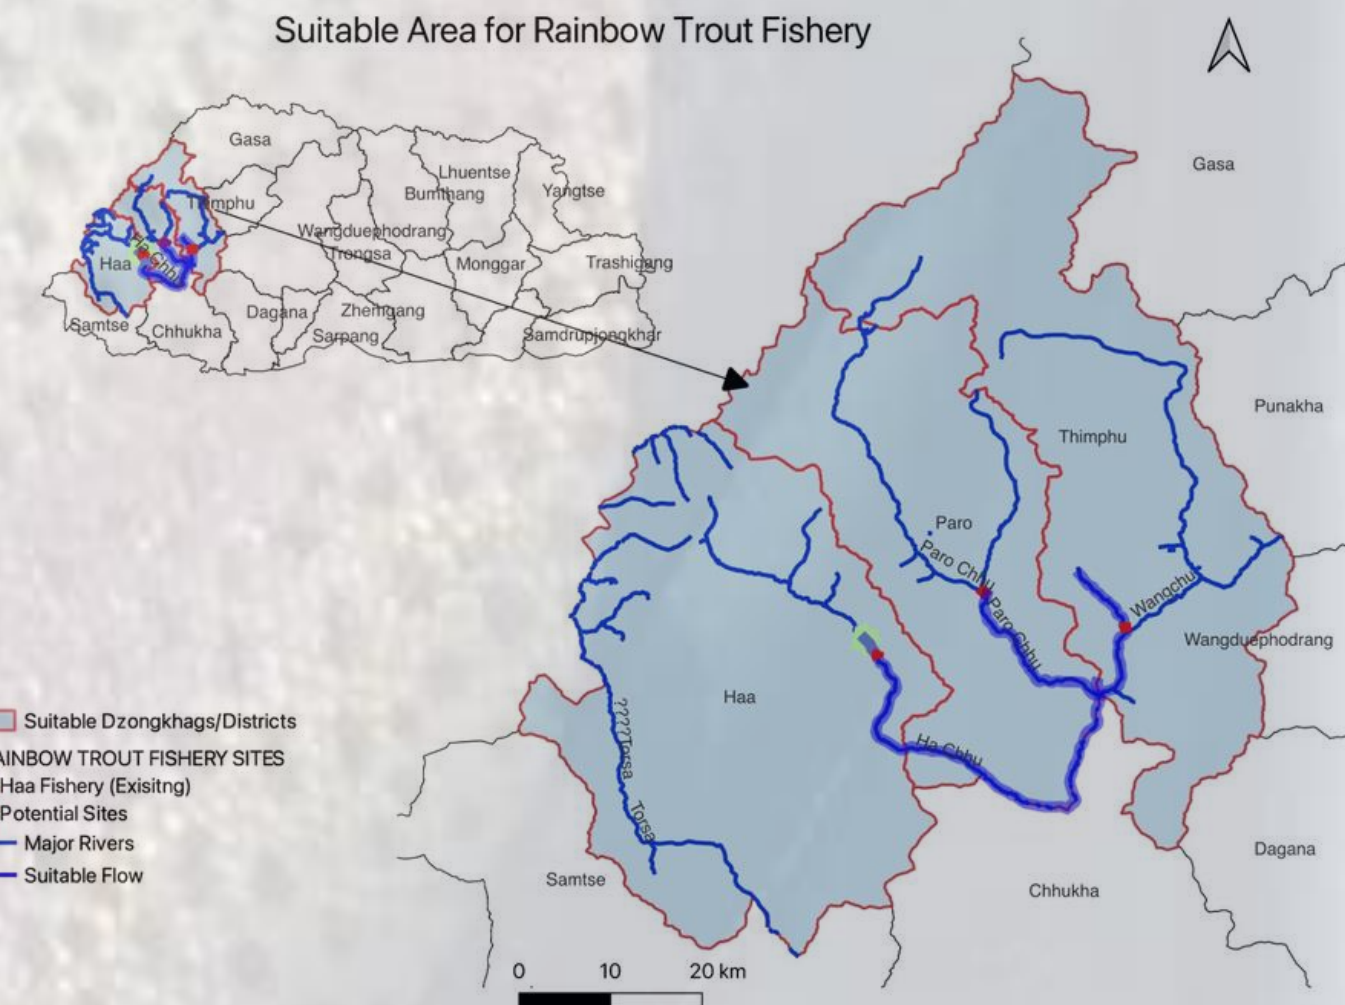 Suitable Area for Rainbow Trout Fishery
Gasa
Lhuentse
Bumthang
Yangtse
Thimphu
Wangduephodrang
Trongsa
Haa
Ha Chhu
Monggar
Trashigang
Dagana
Zhemgang
Samtse
Chhukha
Sarpang
Samdrupjongkhar
Gasa
Punakha
Thimphu
Paro
Paro Chhu
Paro Chhu
Wangchu
Wangduephodrang
Haa
????Torsa
Torsa
Ha Chhu
Samtse
Chhukha
Dagana
Suitable Dzongkhags/Districts
AINBOW TROUT FISHERY SITES
Haa Fishery (Exisitng)
Potential Sites
Major Rivers
Suitable Flow
0 10 20 km